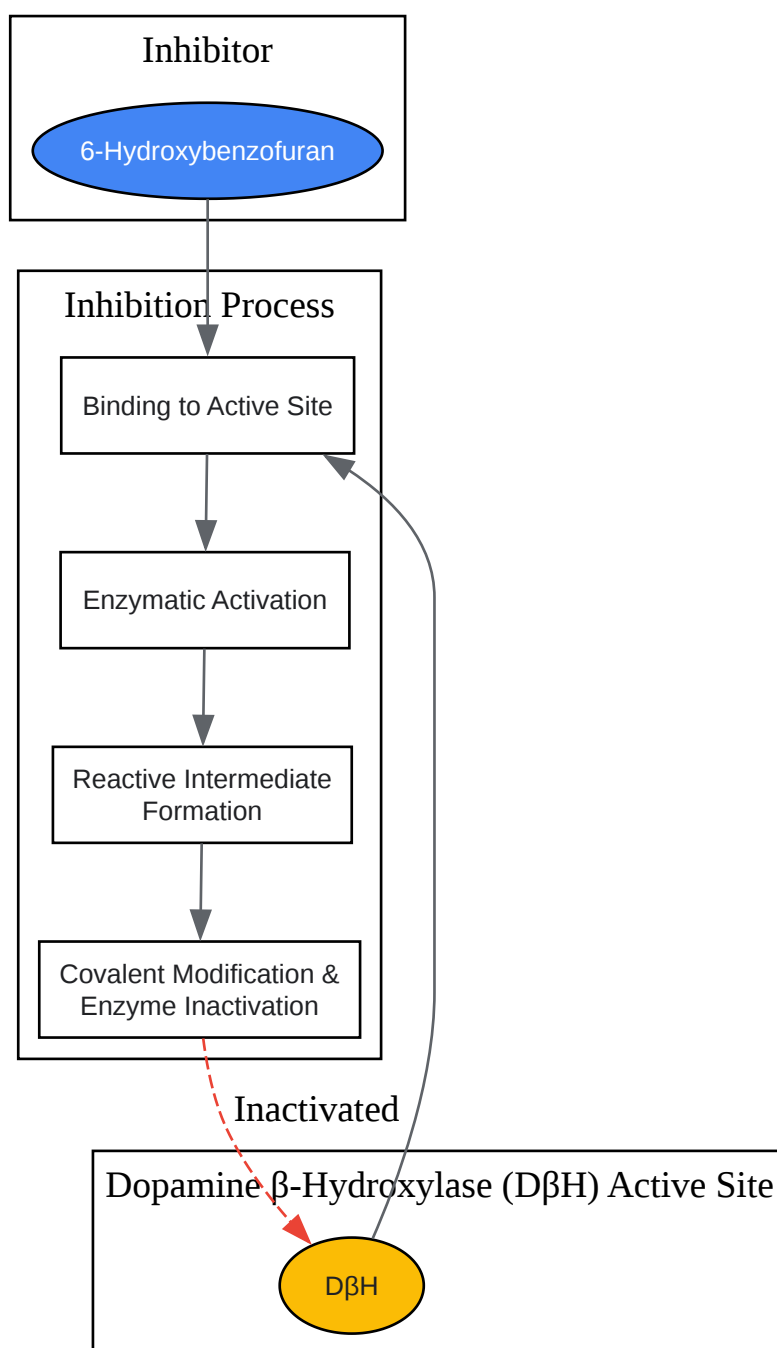 Inhibitor
6-Hydroxybenzofuran
Inhibition Process
Binding to Active Site
Enzymatic Activation
Reactive Intermediate
Formation
Covalent Modification &
Enzyme Inactivation
Inactivated
Dopamine β-Hydroxylase (DβH) Active Site
DβH